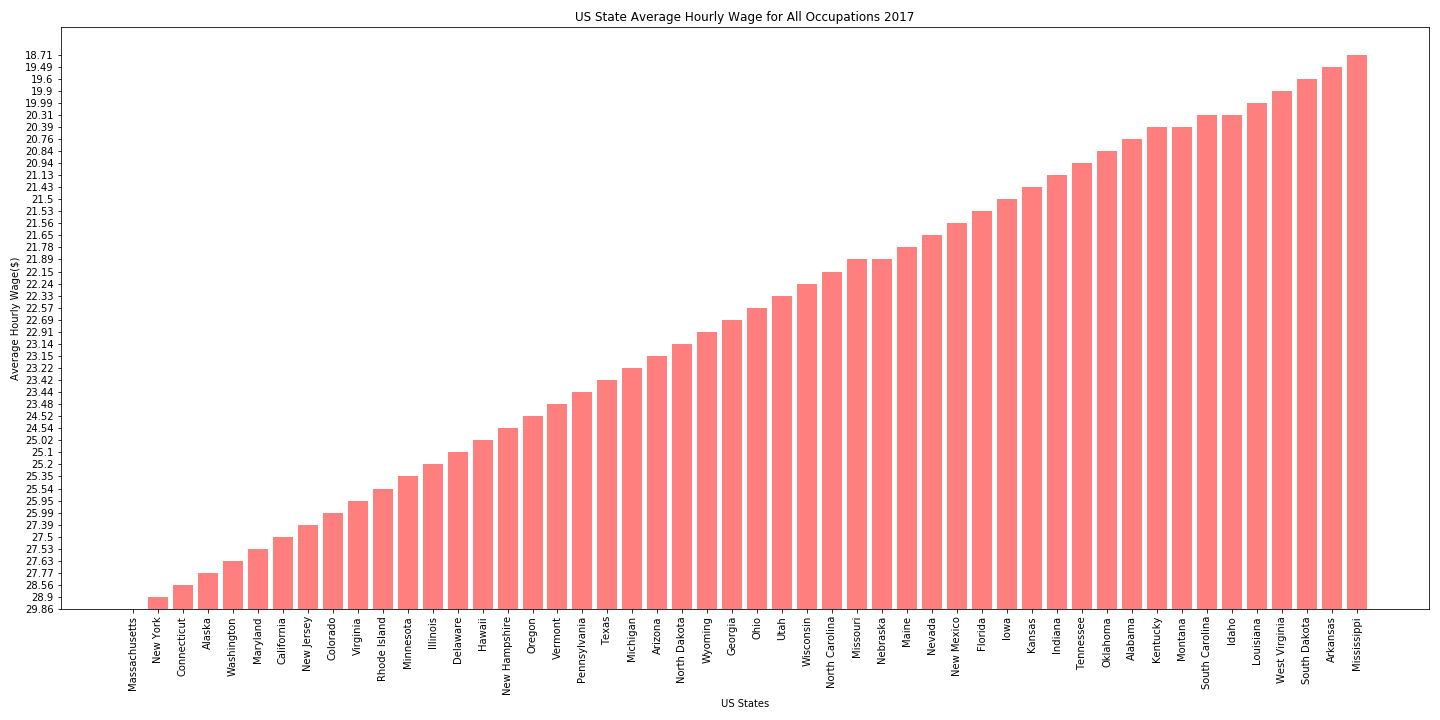 US State Average Hourly Wage for All Occupations 2017
Average Hourly Wage($)
18.71
19.49
19.6
19.9
19.99
20.31
20.39
20.76
20.84
20.94
21.13
21.43
21.5
21.53
21.56
21.65
21.78
21.89
22.15
22.24
22.33
22.57
22.69
22.91
23.14
23.15
23.22
23.42
23.44
23.48
24.52
24.54
25.02
25.1
25.2
25.35
25.54
25.95
25.99
27.39
27.5
27.53
27.63
27.77
28.56
28.9
29.86
Massachusetts
New York
Connecticut
Alaska
Washington
Maryland
California
New Jersey
Colorado
Virginia
Rhode Island
Minnesota
Illinois
Delaware
Hawaii
New Hampshire
Oregon
Vermont
Pennsylvania
Texas
Michigan
Arizona
North Dakota
Wyoming
Georgia
Ohio
Utah
Wisconsin
North Carolina
Missouri
Nebraska
Maine
Nevada
New Mexico
Florida
Iowa
Kansas
Indiana
Tennessee
Oklahoma
Alabama
Kentucky
Montana
South Carolina
Idaho
Louisiana
West Virginia
South Dakota
Arkansas
Mississippi
US States